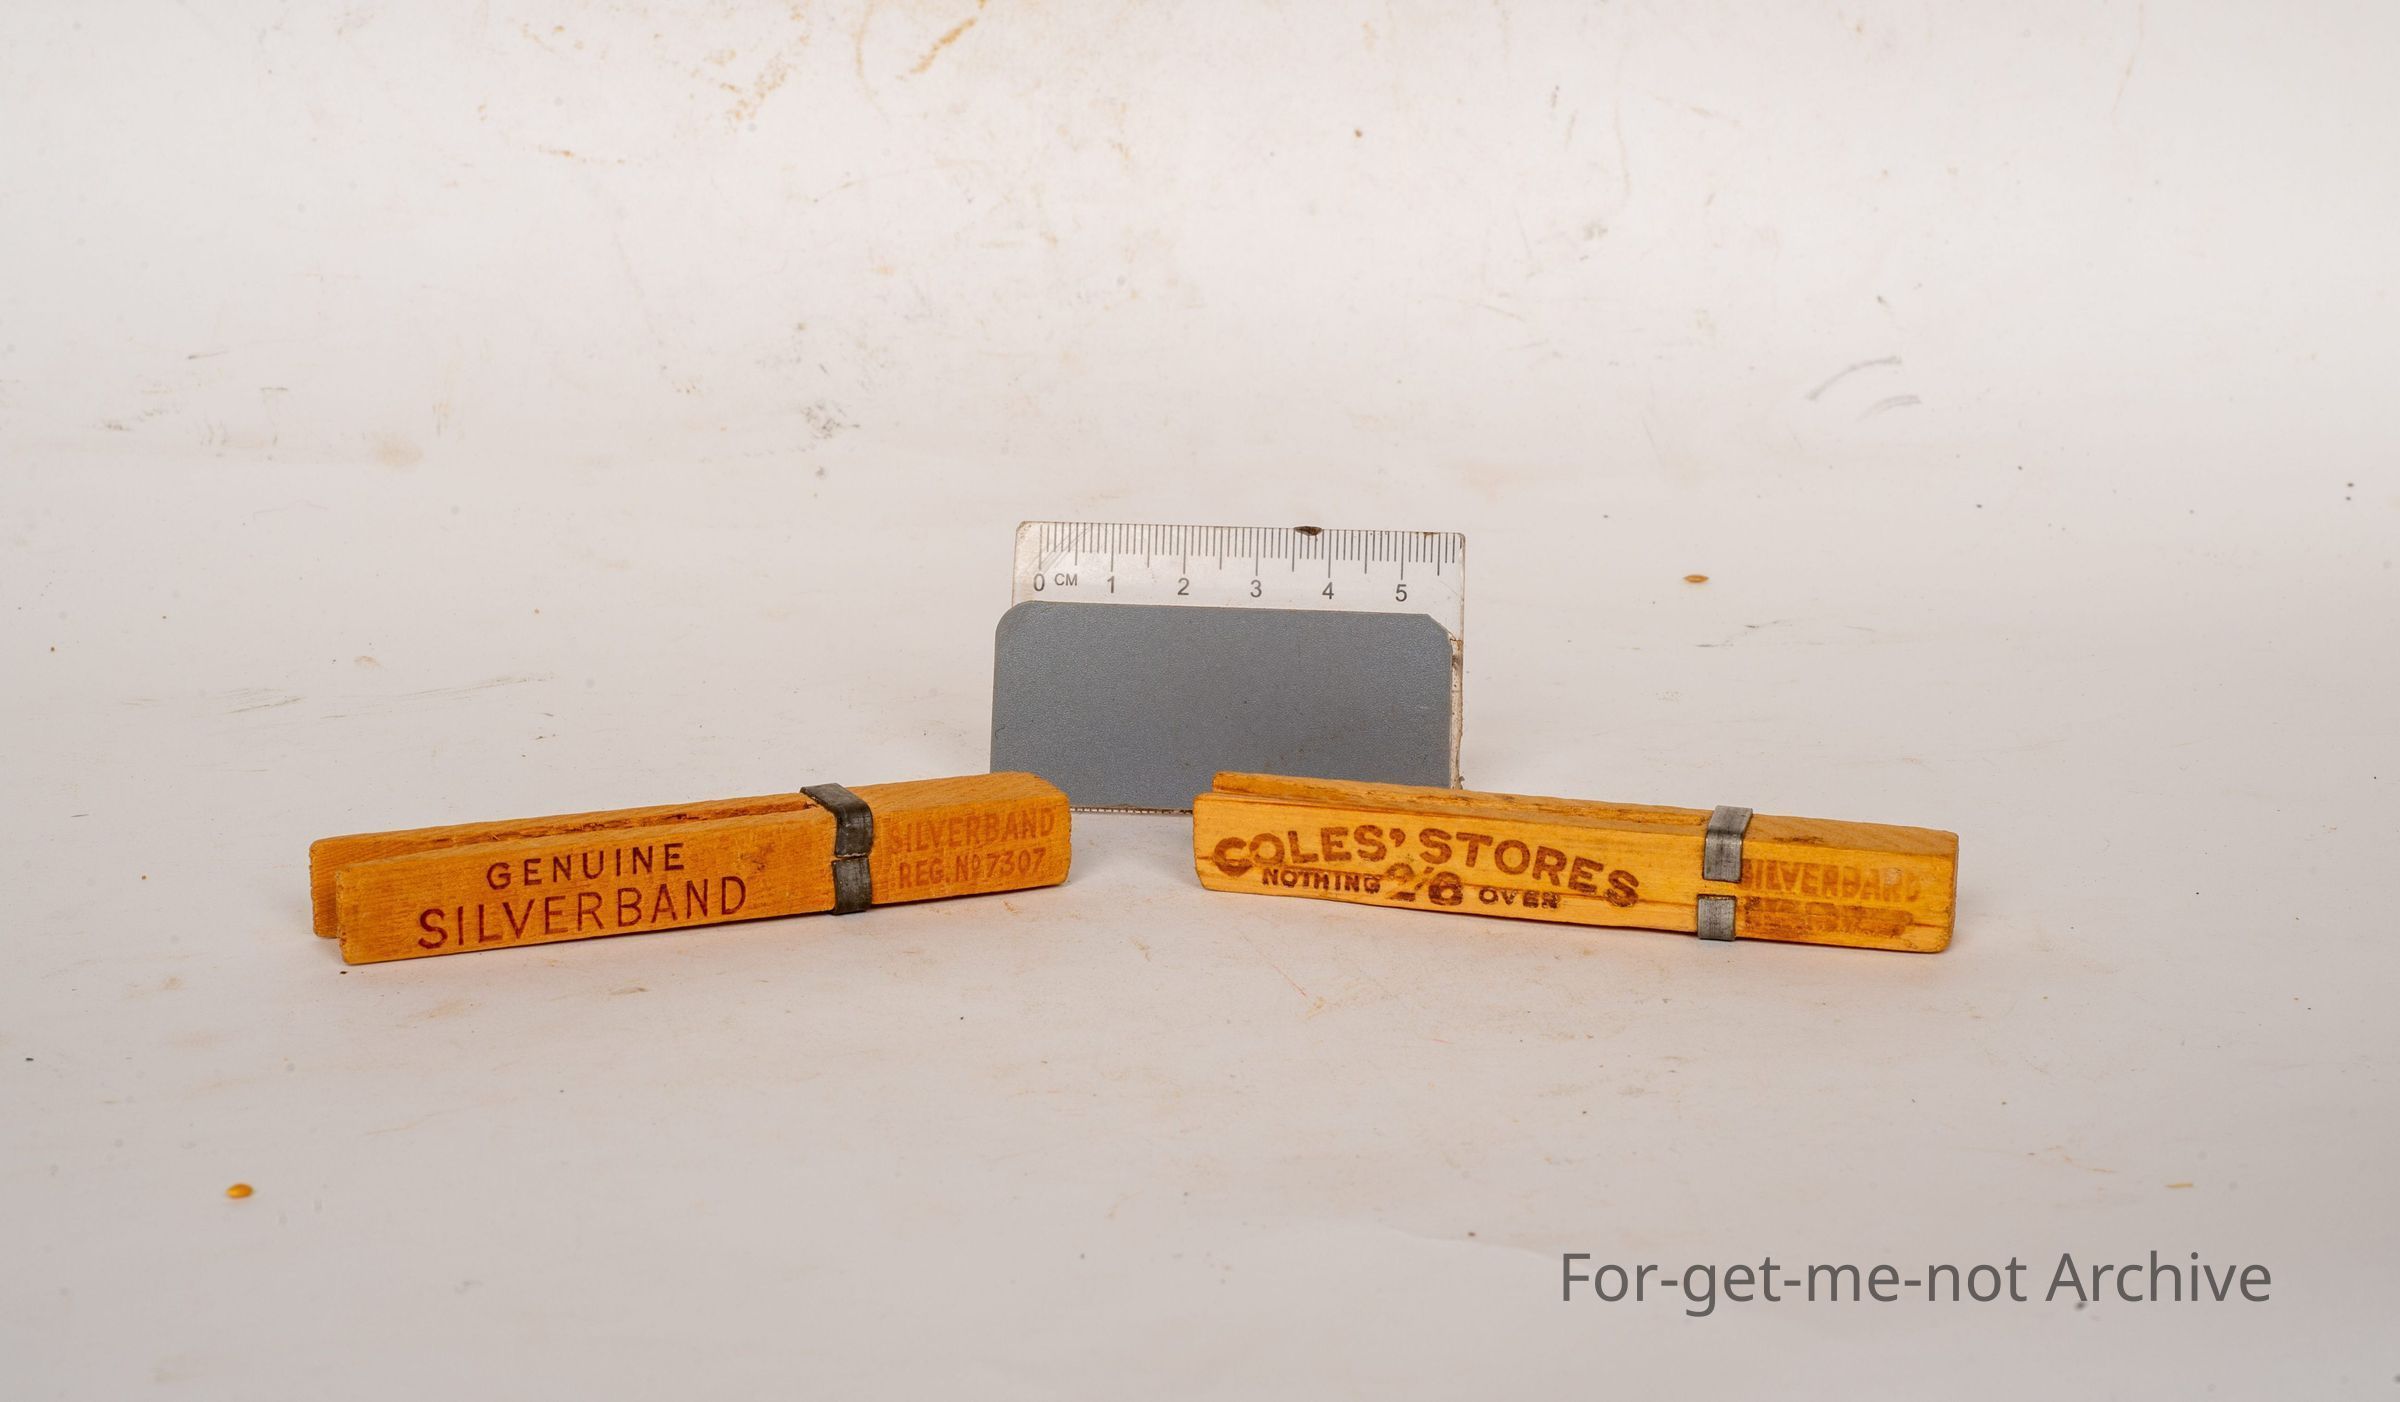 0 CM 1 2 3 4 5
GENUINE
SILVERBAND
SILVERBAND
REG. Nº 7307
COLES' STORES
NOTHING 2/6 OVER
SILVERBAND
For-get-me-not Archive